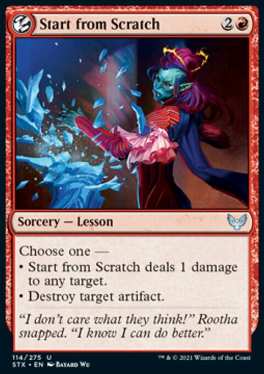 Start from Scratch 2
Sorcery — Lesson
Choose one —
• Start from Scratch deals 1 damage
to any target.
• Destroy target artifact.
"I don't care what they think!" Rootha
snapped. "I know I can do better."
114/275 U
STX • EN BAYARD WU
™ & © 2021 Wizards of the Coast